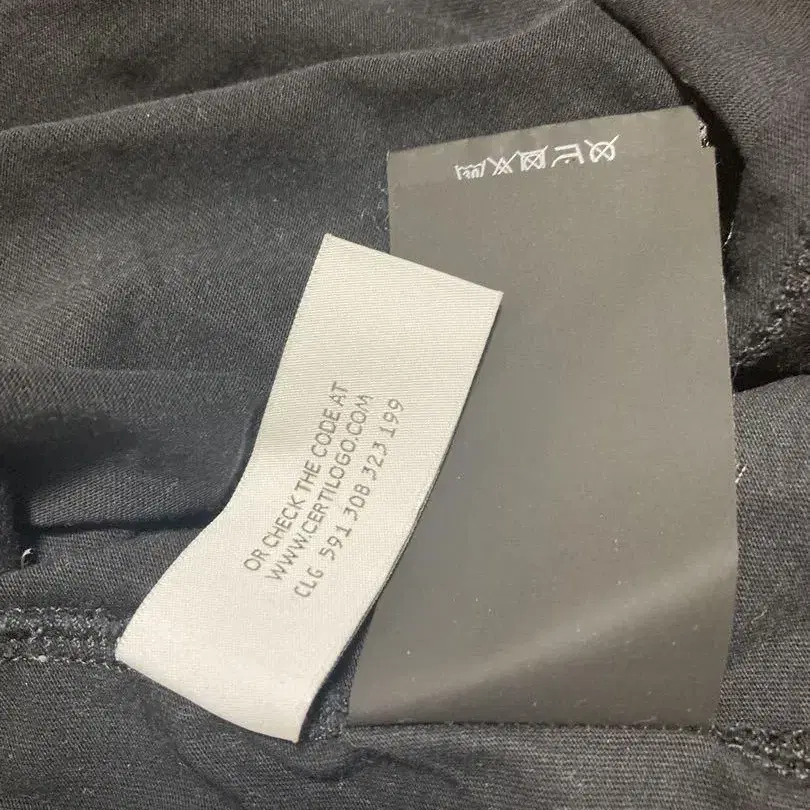 OR CHECK THE CODE AT
WWW.CERTILOGO.COM
CLG 591 308 323 199